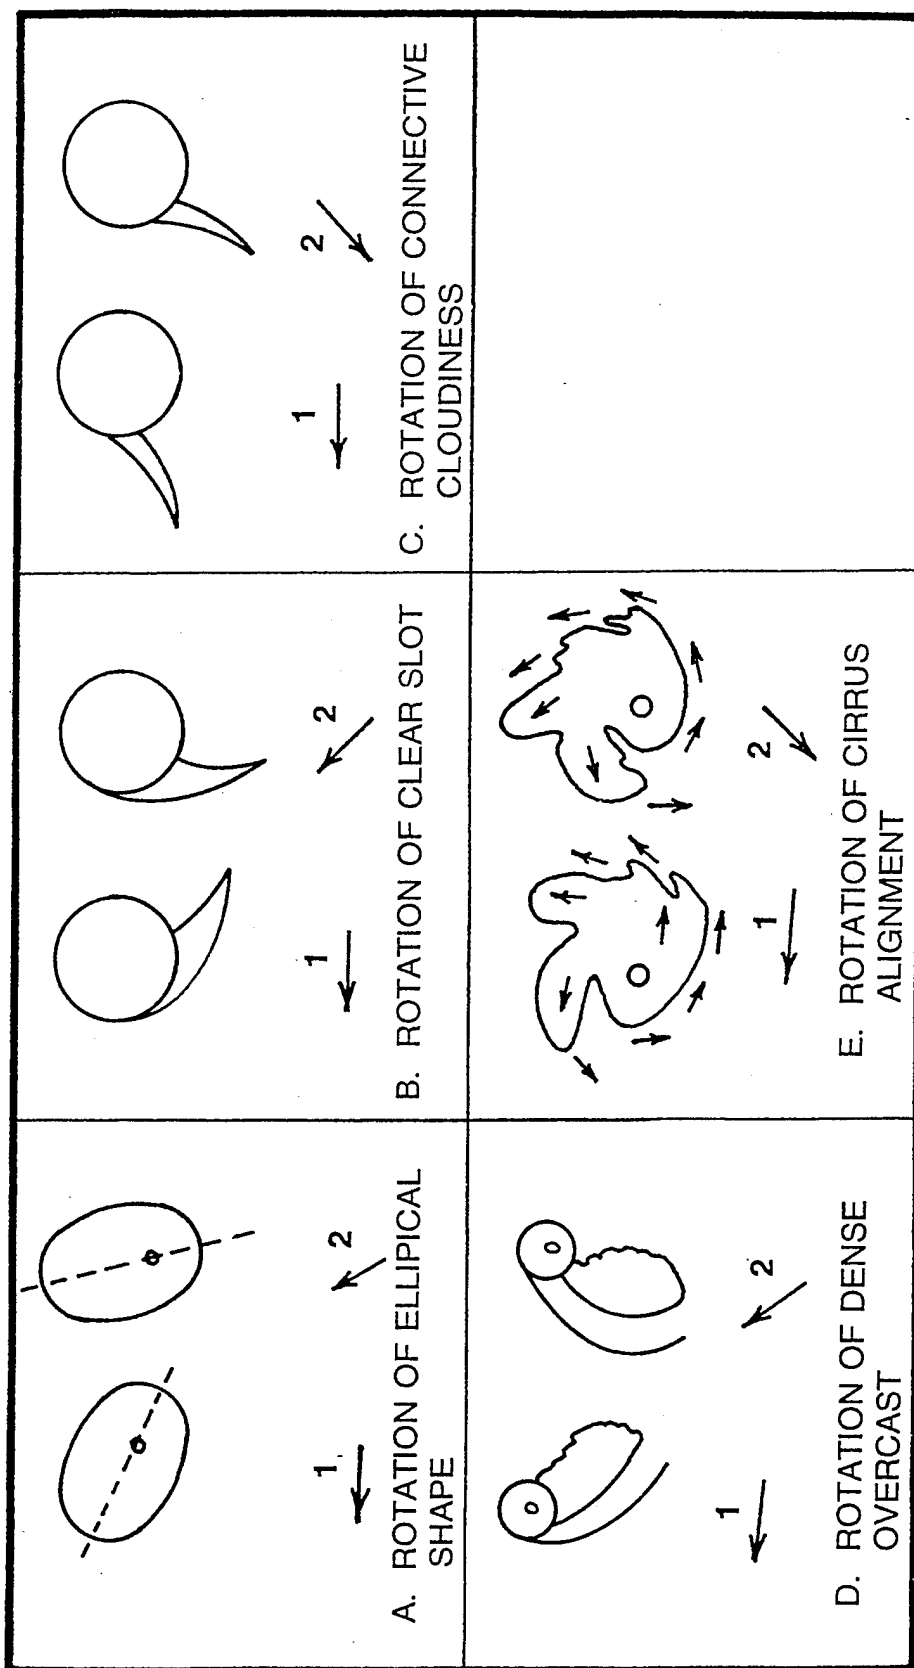 1
2
A. ROTATION OF ELLIPICAL
SHAPE
1
2
B. ROTATION OF CLEAR SLOT
1
2
C. ROTATION OF CONNECTIVE
CLOUDINESS
1
2
D. ROTATION OF DENSE
OVERCAST
1
2
E. ROTATION OF CIRRUS
ALIGNMENT